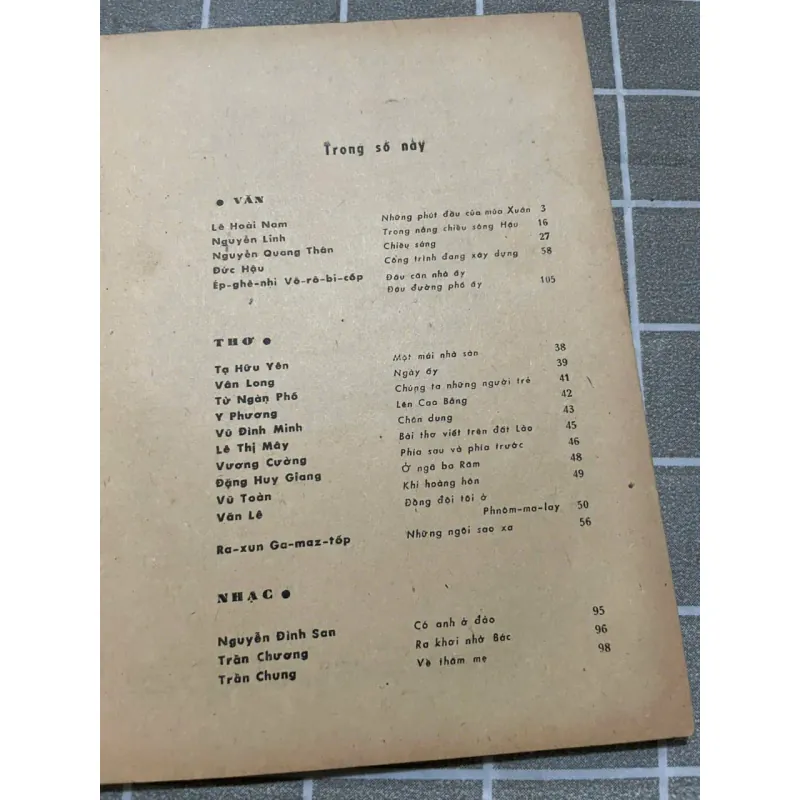 Trong số này
● VĂN
Lê Hoài Nam Những phút đầu của mùa Xuân 3
Nguyễn Linh Trong nắng chiều sông Hậu 16
Nguyễn Quang Thân Chiều sông 27
Đức Hậu Công trình đang xây dựng 58
Ép-ghê-nhi Vô-rô-bi-cốp Đâu căn nhà ấy
Đâu đường phố ấy 105
THƠ ●
Tạ Hữu Yên Một mái nhà sàn 38
Vân Long Ngày ấy 39
Từ Ngàn Phố Chúng ta những người trẻ 41
Y Phương Lên Cao Bằng 42
Vũ Đình Minh Chân dung 43
Lê Thị Mây Bài thơ viết trên đất Lào 45
Vương Cường Phía sau và phía trước 46
Đặng Huy Giang Ở ngã ba Răm 48
Vũ Toàn Khi hoàng hôn 49
Văn Lê Đồng đội tôi ở
Phnôm-ma-lay 50
Ra-xun Ga-maz-tốp Những ngôi sao xa 56
NHẠC ●
Nguyễn Đình San Có anh ở đảo 95
Trần Chương Ra khơi nhớ Bác 96
Trần Chung Về thăm mẹ 98